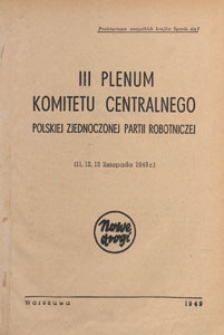 Proletariusze wszystkich krajów łączcie się!
III PLENUM
KOMITETU CENTRALNEGO
POLSKIEJ ZJEDNOCZONEJ PARTII ROBOTNICZEJ
(11, 12, 13 listopada 1949 r.)
Nowe
drogi
Warszawa 1949